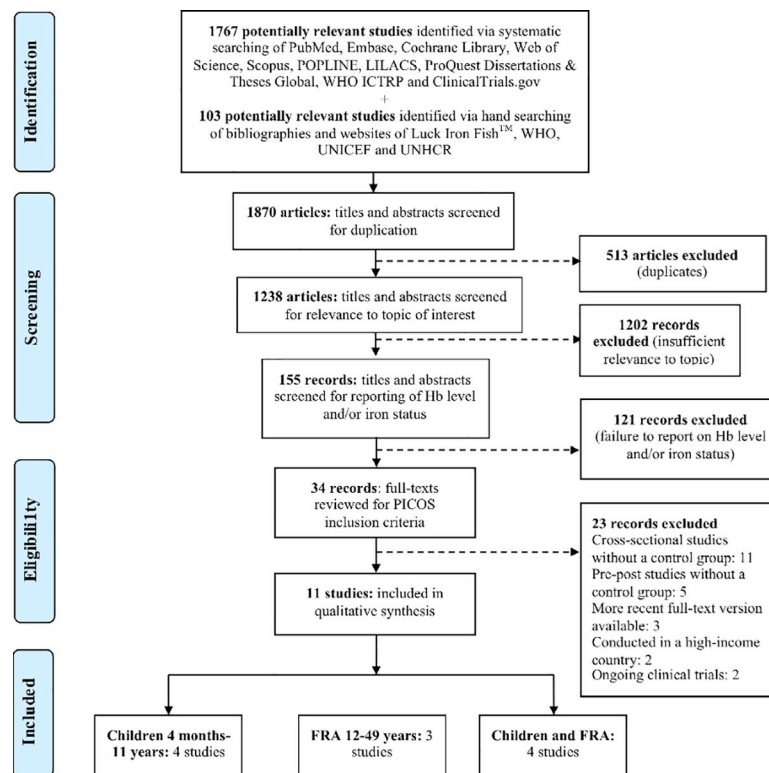 Identification
1767 potentially relevant studies identified via systematic
searching of PubMed, Embase, Cochrane Library, Web of
Science, Scopus, POPLINE, LILACS, ProQuest Dissertations &
Theses Global, WHO ICTRP and ClinicalTrials.gov
+
103 potentially relevant studies identified via hand searching
of bibliographies and websites of Luck Iron Fish™, WHO,
UNICEF and UNHCR
Screening
1870 articles: titles and abstracts screened
for duplication
513 articles excluded
(duplicates)
1238 articles: titles and abstracts screened
for relevance to topic of interest
1202 records
excluded (insufficient
relevance to topic)
155 records: titles and abstracts
screened for reporting of Hb level
and/or iron status
121 records excluded
(failure to report on Hb level
and/or iron status)
Eligibility
34 records: full-texts
reviewed for PICOS
inclusion criteria
23 records excluded
Cross-sectional studies
without a control group: 11
Pre-post studies without a
control group: 5
More recent full-text version
available: 3
Conducted in a high-income
country: 2
Ongoing clinical trials: 2
11 studies: included in
qualitative synthesis
Included
Children 4 months-
11 years: 4 studies
FRA 12-49 years: 3
studies
Children and FRA:
4 studies